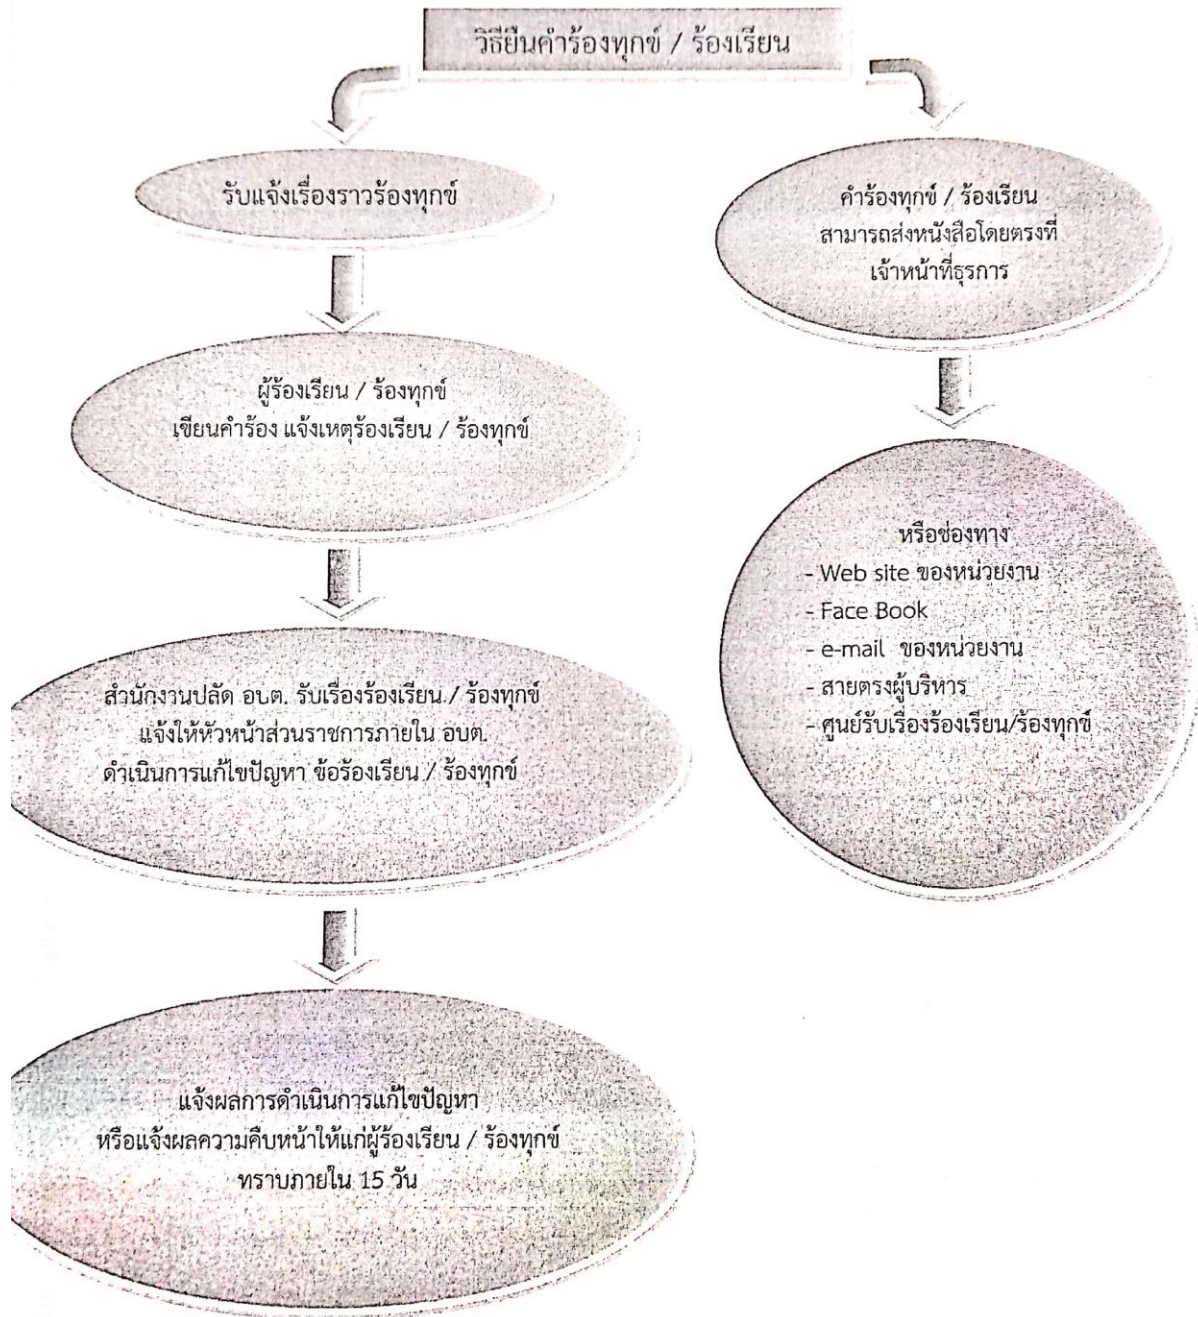 วิธียื่นคำร้องทุกข์ / ร้องเรียน
รับแจ้งเรื่องราวร้องทุกข์
ผู้ร้องเรียน / ร้องทุกข์
เขียนคำร้อง แจ้งเหตุร้องเรียน / ร้องทุกข์
สำนักงานปลัด อบต. รับเรื่องร้องเรียน / ร้องทุกข์
แจ้งให้หัวหน้าส่วนราชการภายใน อบต.
ดำเนินการแก้ไขปัญหา ข้อร้องเรียน / ร้องทุกข์
แจ้งผลการดำเนินการแก้ไขปัญหา
หรือแจ้งผลความคืบหน้าให้แก่ผู้ร้องเรียน / ร้องทุกข์
ทราบภายใน 15 วัน
คำร้องทุกข์ / ร้องเรียน
สามารถส่งหนังสือโดยตรงที่
เจ้าหน้าที่ธุรการ
หรือช่องทาง
- Web site ของหน่วยงาน
- Face Book
- e-mail ของหน่วยงาน
- สายตรงผู้บริหาร
- ศูนย์รับเรื่องร้องเรียน/ร้องทุกข์